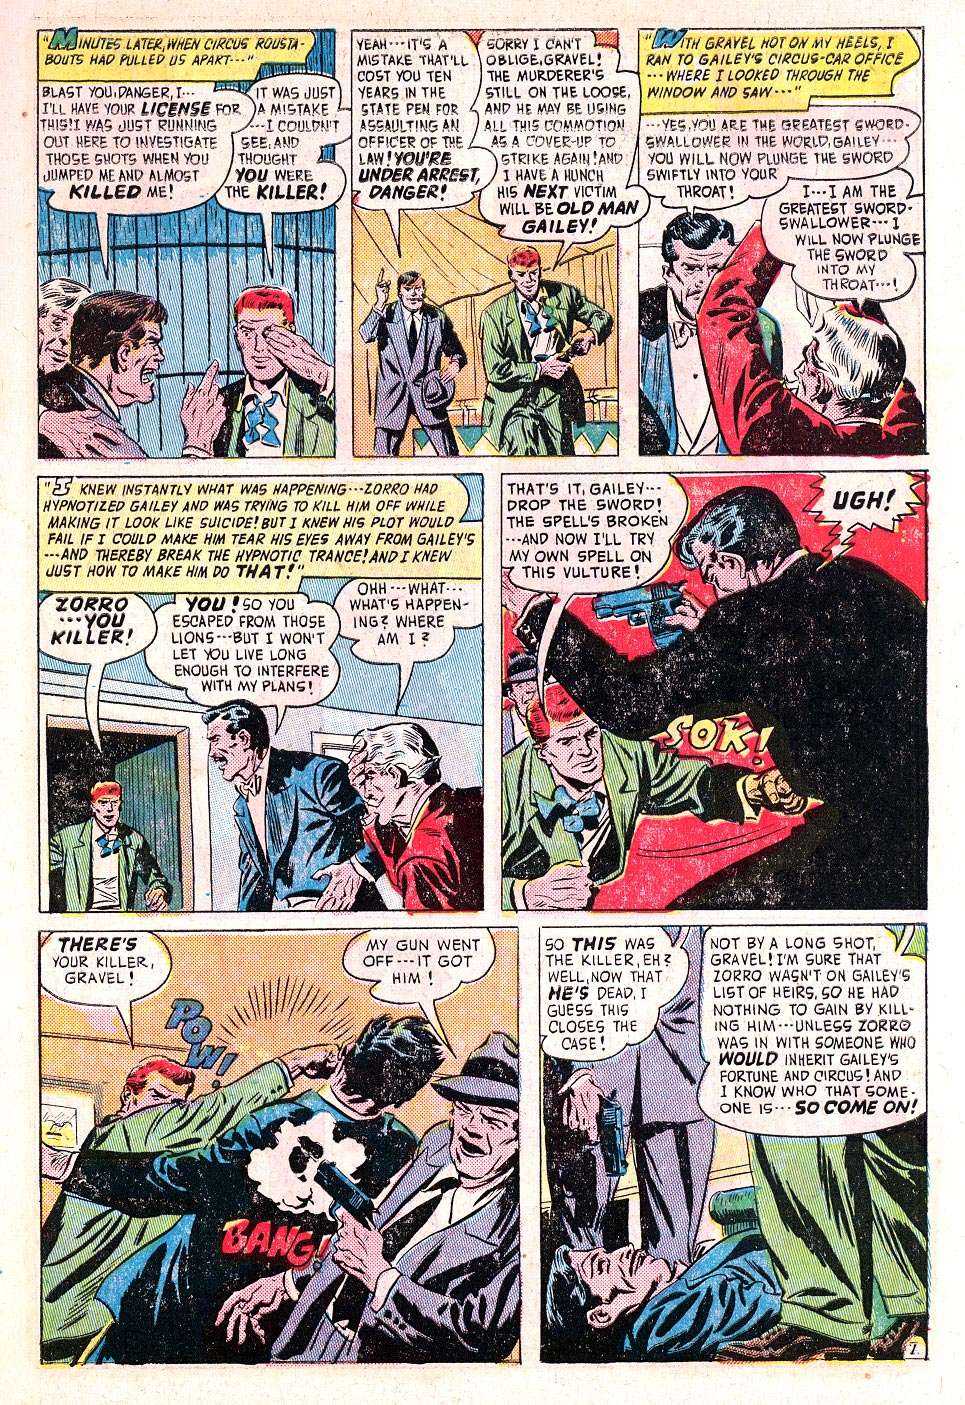 "MINUTES LATER, WHEN CIRCUS ROUSTA-
BOUTS HAD PULLED US APART---"
BLAST YOU, DANGER, I---
I'LL HAVE YOUR LICENSE FOR
THIS! I WAS JUST RUNNING
OUT HERE TO INVESTIGATE
THOSE SHOTS WHEN YOU
JUMPED ME AND ALMOST
KILLED ME!
IT WAS JUST
A MISTAKE
---I COULDN'T
SEE, AND
THOUGHT
YOU WERE
THE KILLER!
YEAH---IT'S A
MISTAKE THAT'LL
COST YOU TEN
YEARS IN THE
STATE PEN FOR
ASSAULTING AN
OFFICER OF THE
LAW! YOU'RE
UNDER ARREST,
DANGER!
SORRY I CAN'T
OBLIGE, GRAVEL!
THE MURDERER'S
STILL ON THE LOOSE,
AND HE MAY BE USING
ALL THIS COMMOTION
AS A COVER-UP TO
STRIKE AGAIN! AND
I HAVE A HUNCH
HIS NEXT VICTIM
WILL BE OLD MAN
GAILEY!
"WITH GRAVEL HOT ON MY HEELS, I
RAN TO GAILEY'S CIRCUS-CAR OFFICE
---WHERE I LOOKED THROUGH THE
WINDOW AND SAW---"
---YES, YOU ARE THE GREATEST SWORD-
SWALLOWER IN THE WORLD, GAILEY---
YOU WILL NOW PLUNGE THE SWORD
SWIFTLY INTO YOUR
THROAT!
I---I AM THE
GREATEST SWORD-
SWALLOWER---I
WILL NOW PLUNGE
THE SWORD
INTO MY
THROAT---!
"I KNEW INSTANTLY WHAT WAS HAPPENING---ZORRO HAD
HYPNOTIZED GAILEY AND WAS TRYING TO KILL HIM OFF WHILE
MAKING IT LOOK LIKE SUICIDE! BUT I KNEW HIS PLOT WOULD
FAIL IF I COULD MAKE HIM TEAR HIS EYES AWAY FROM GAILEY'S
---AND THEREBY BREAK THE HYPNOTIC TRANCE! AND I KNEW
JUST HOW TO MAKE HIM DO THAT!"
ZORRO
---YOU
KILLER!
YOU! SO YOU
ESCAPED FROM THOSE
LIONS---BUT I WON'T
LET YOU LIVE LONG
ENOUGH TO INTERFERE
WITH MY PLANS!
OHH---WHAT---
WHAT'S HAPPEN-
ING? WHERE
AM I?
THAT'S IT, GAILEY---
DROP THE SWORD!
THE SPELL'S BROKEN
---AND NOW I'LL TRY
MY OWN SPELL ON
THIS VULTURE!
UGH!
SOK!
THERE'S
YOUR KILLER,
GRAVEL!
POW!
MY GUN WENT
OFF---IT GOT
HIM!
BANG!
SO THIS WAS
THE KILLER, EH?
WELL, NOW THAT
HE'S DEAD, I
GUESS THIS
CLOSES THE
CASE!
NOT BY A LONG SHOT,
GRAVEL! I'M SURE THAT
ZORRO WASN'T ON GAILEY'S
LIST OF HEIRS, SO HE HAD
NOTHING TO GAIN BY KILL-
ING HIM---UNLESS ZORRO
WAS IN WITH SOMEONE WHO
WOULD INHERIT GAILEY'S
FORTUNE AND CIRCUS! AND
I KNOW WHO THAT SOME-
ONE IS--- SO COME ON!
7